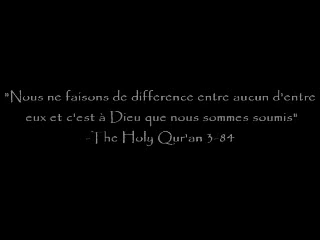 "Nous ne faisons de difference entre aucun d'entre
eux et c'est à Dieu que nous sommes soumis"
-The Holy Qur'an 3-84